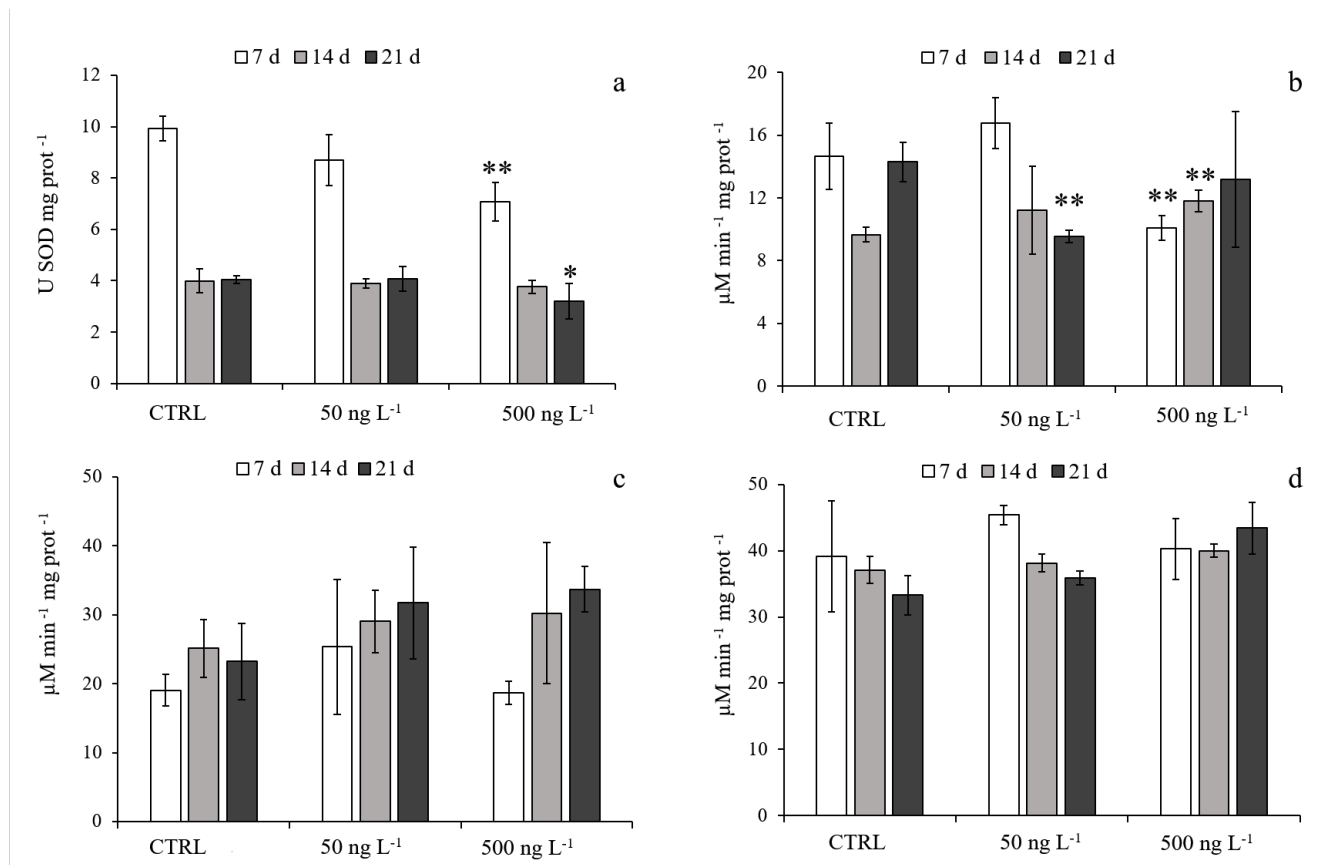 7 d 14 d 21 d
a
U SOD mg prot ⁻¹
12
10
8
6
4
2
0
**
*
CTRL 50 ng L⁻¹ 500 ng L⁻¹
7 d 14 d 21 d
b
µM min ⁻¹ mg prot ⁻¹
20
16
12
8
4
0
**
**
**
CTRL 50 ng L⁻¹ 500 ng L⁻¹
7 d 14 d 21 d
c
µM min ⁻¹ mg prot ⁻¹
50
40
30
20
10
0
CTRL 50 ng L⁻¹ 500 ng L⁻¹
7 d 14 d 21 d
d
µM min ⁻¹ mg prot ⁻¹
50
40
30
20
10
0
CTRL 50 ng L⁻¹ 500 ng L⁻¹